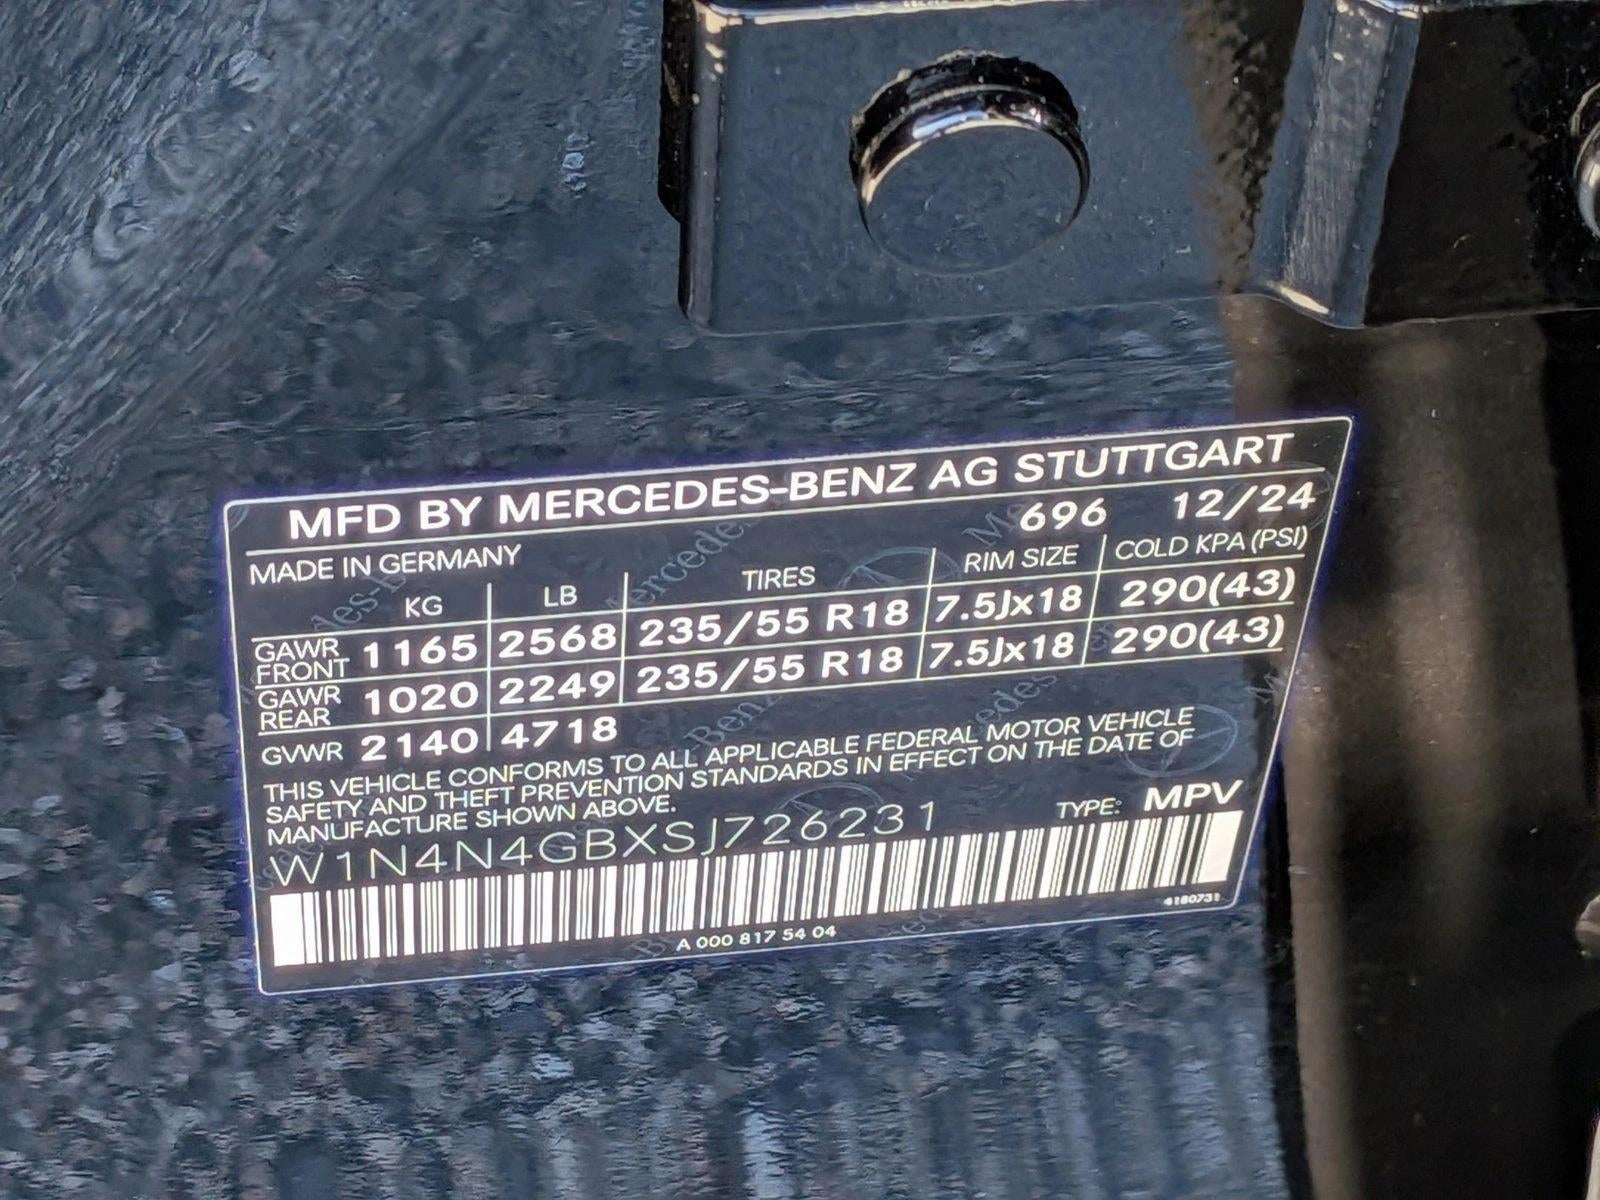 MFD BY MERCEDES-BENZ AG STUTTGART
696 12/24
MADE IN GERMANY
KG LB TIRES RIM SIZE COLD KPA (PSI)
GAWR FRONT 1165 2568 235/55 R18 7.5Jx18 290(43)
GAWR REAR 1020 2249 235/55 R18 7.5Jx18 290(43)
GVWR 2140 4718
THIS VEHICLE CONFORMS TO ALL APPLICABLE FEDERAL MOTOR VEHICLE
SAFETY AND THEFT PREVENTION STANDARDS IN EFFECT ON THE DATE OF
MANUFACTURE SHOWN ABOVE.
W1N4N4GBXSJ726231 TYPE: MPV
4180731
A 000 817 54 04